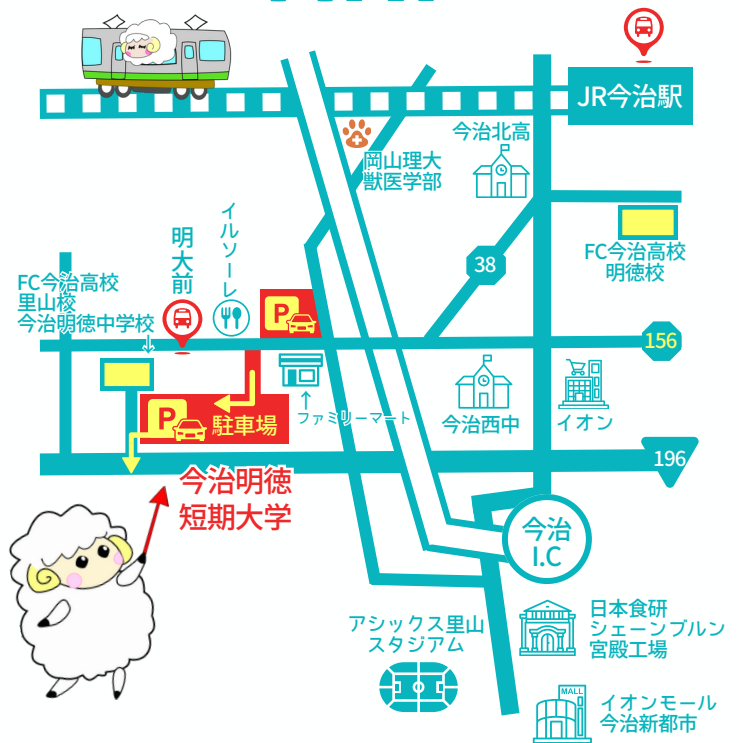 JR今治駅
今治北高
岡山理大
獣医学部
イルソーレ
明大前
FC今治高校
明徳校
38
FC今治高校
里山校
今治明徳中学校
↓
P
156
↑
ファミリーマート
P
駐車場
今治西中
イオン
196
今治明徳
短期大学
今治
I.C
アシックス里山
スタジアム
日本食研
シェーンブルン
宮殿工場
MALL
イオンモール
今治新都市